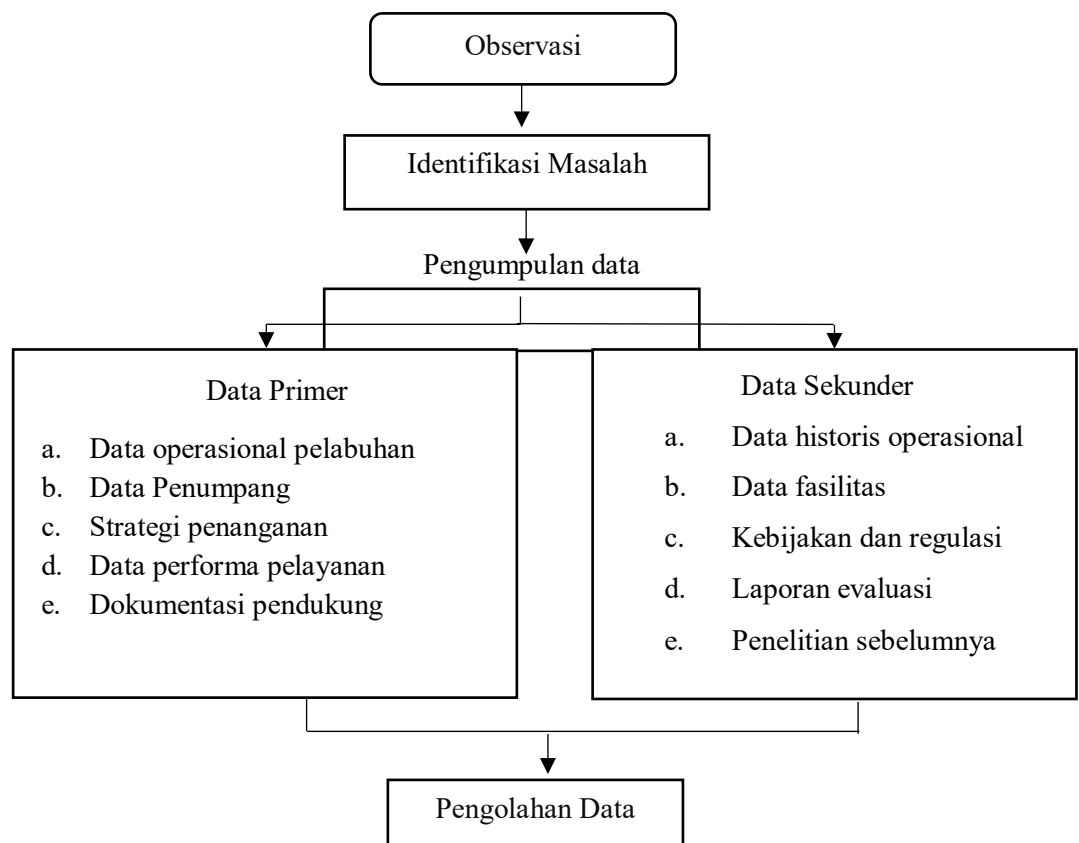 Observasi
Identifikasi Masalah
Pengumpulan data
Data Primer
a. Data operasional pelabuhan
b. Data Penumpang
c. Strategi penanganan
d. Data performa pelayanan
e. Dokumentasi pendukung
Data Sekunder
a. Data historis operasional
b. Data fasilitas
c. Kebijakan dan regulasi
d. Laporan evaluasi
e. Penelitian sebelumnya
Pengolahan Data